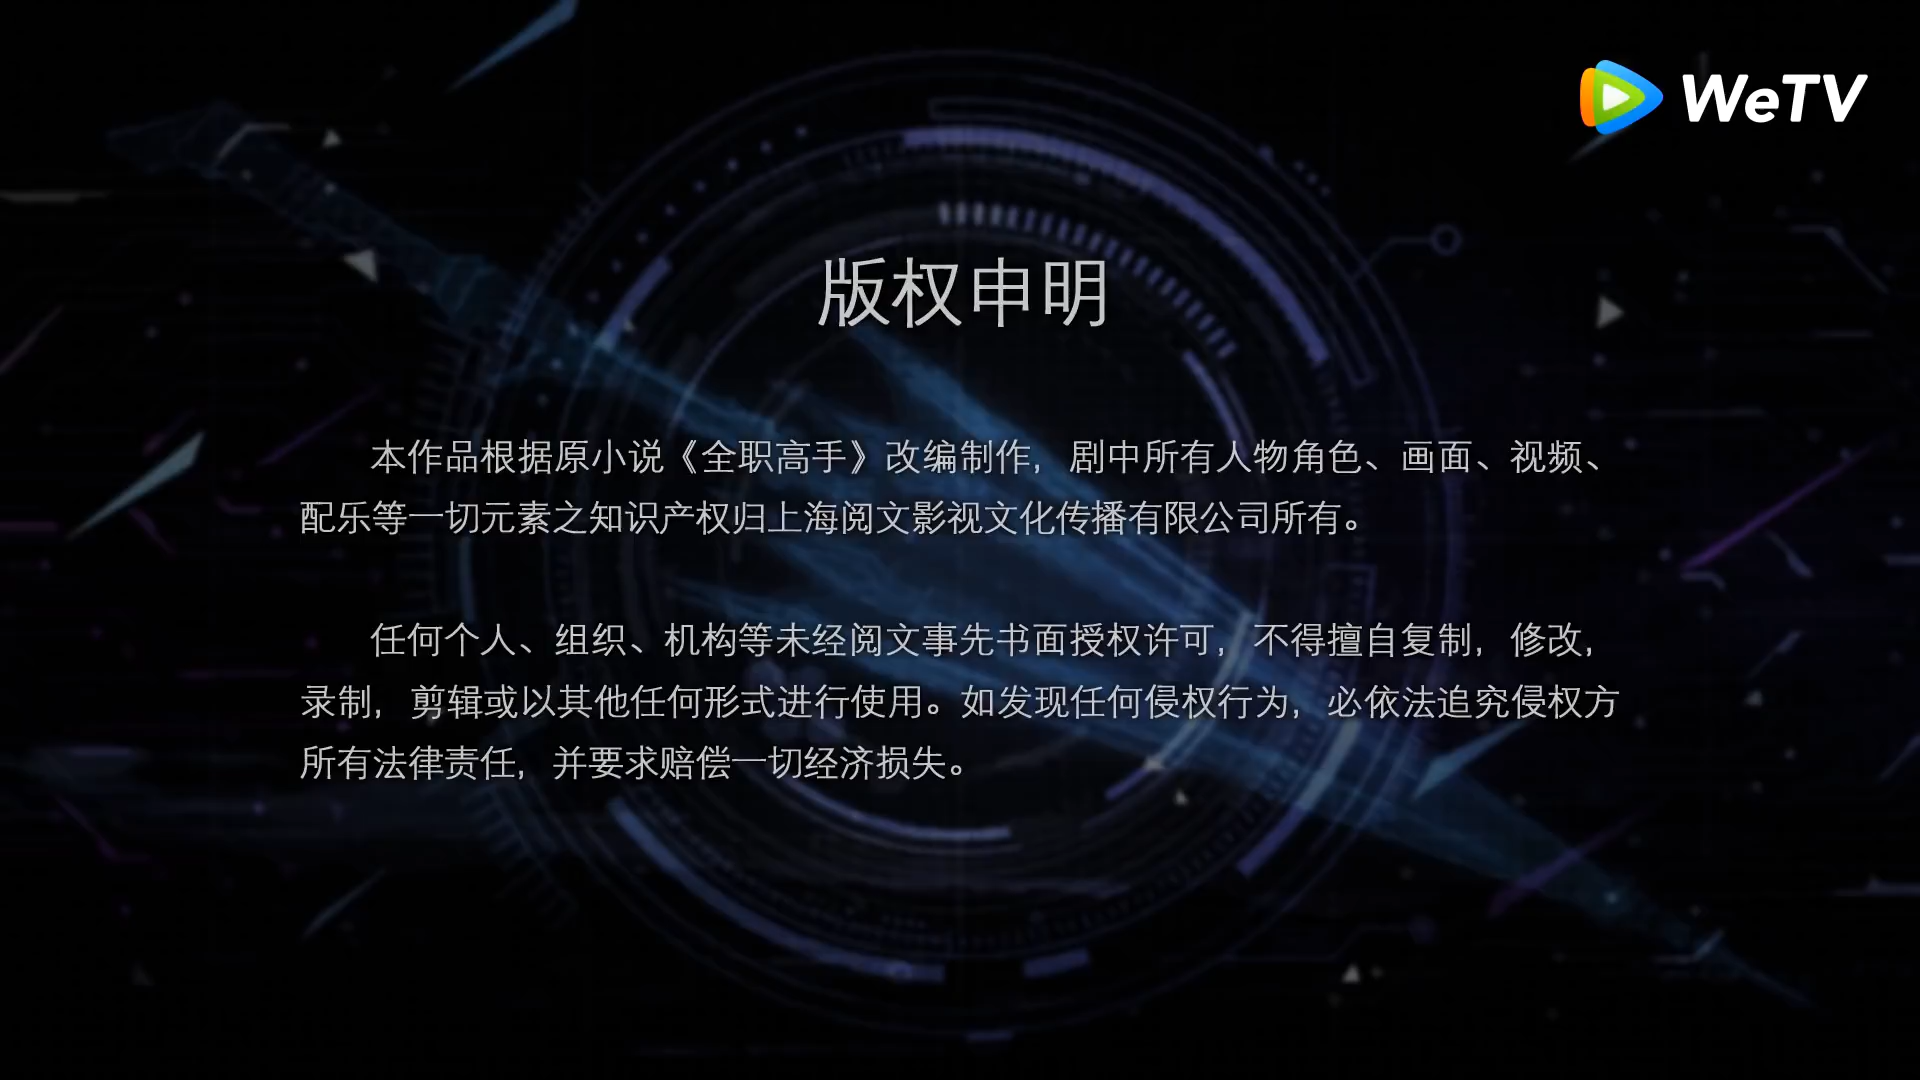 WeTV
版权申明
本作品根据原小说《全职高手》改编制作，剧中所有人物角色、画面、视频、
配乐等一切元素之知识产权归上海阅文影视文化传播有限公司所有。
任何个人、组织、机构等未经阅文事先书面授权许可，不得擅自复制，修改，
录制，剪辑或以其他任何形式进行使用。如发现任何侵权行为，必依法追究侵权方
所有法律责任，并要求赔偿一切经济损失。